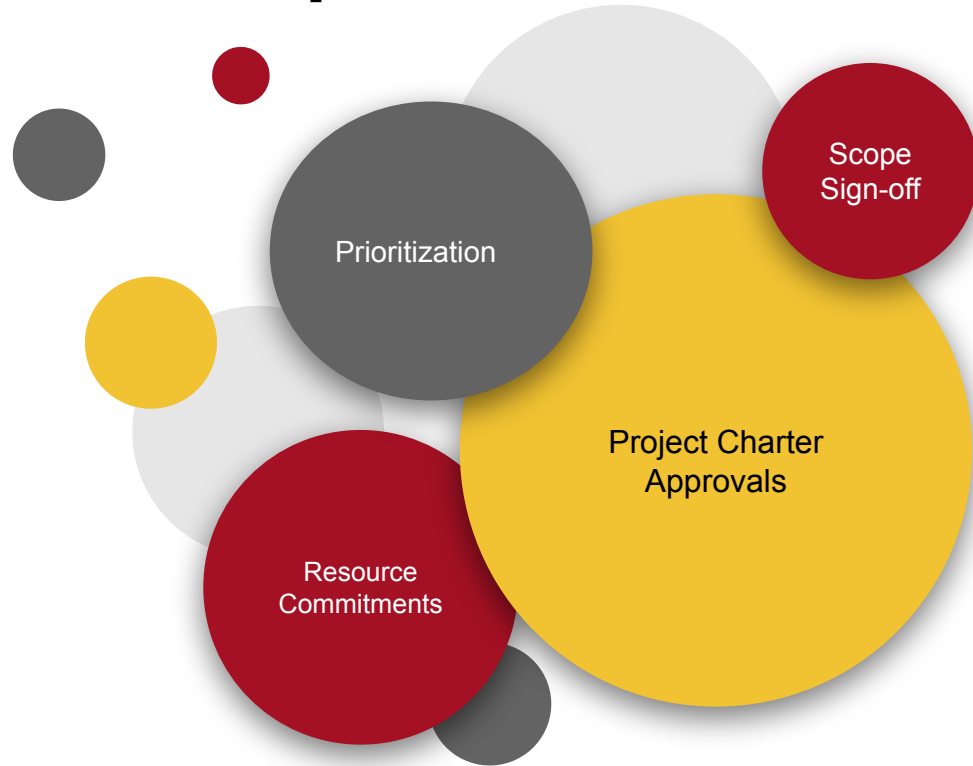 Prioritization
Scope
Sign-off
Project Charter
Approvals
Resource
Commitments